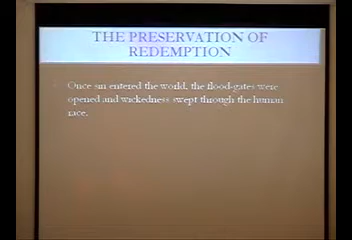 THE PRESERVATION OF
REDEMPTION
Once sin entered the world, the flood-gates were
opened and wickedness swept through the human
race.